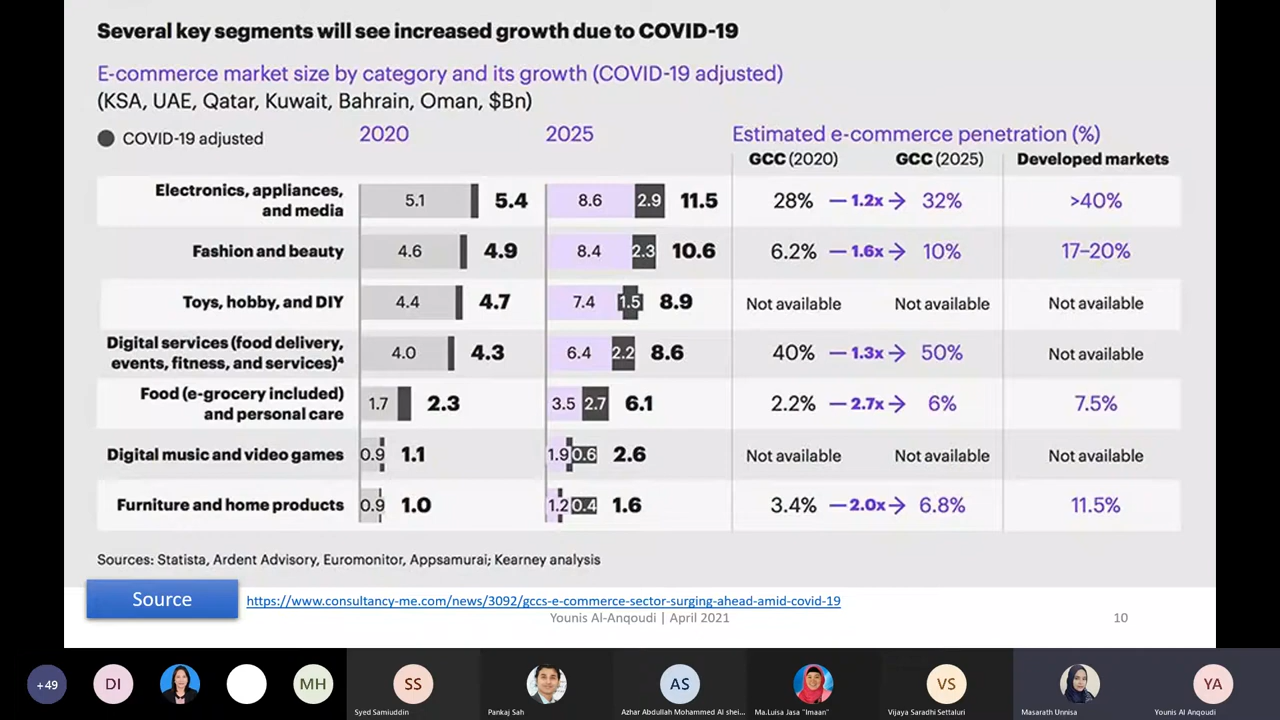 Several key segments will see increased growth due to COVID-19
E-commerce market size by category and its growth (COVID-19 adjusted)
(KSA, UAE, Qatar, Kuwait, Bahrain, Oman, $Bn)
COVID-19 adjusted 2020 2025 Estimated e-commerce penetration (%)
GCC (2020) GCC (2025) Developed markets
Electronics, appliances,
and media 5.1 5.4 8.6 2.9 11.5 28% 1.2x 32% >40%
Fashion and beauty 4.6 4.9 8.4 2.3 10.6 6.2% 1.6x 10% 17–20%
Toys, hobby, and DIY 4.4 4.7 7.4 1.5 8.9 Not available Not available Not available
Digital services (food delivery,
events, fitness, and services)⁴ 4.0 4.3 6.4 2.2 8.6 40% 1.3x 50% Not available
Food (e-grocery included)
and personal care 1.7 2.3 3.5 2.7 6.1 2.2% 2.7x 6% 7.5%
Digital music and video games 0.9 1.1 1.9 0.6 2.6 Not available Not available Not available
Furniture and home products 0.9 1.0 1.2 0.4 1.6 3.4% 2.0x 6.8% 11.5%
Sources: Statista, Ardent Advisory, Euromonitor, Appsamurai; Kearney analysis
Source https://www.consultancy-me.com/news/3092/gccs-e-commerce-sector-surging-ahead-amid-covid-19
Younis Al-Anqoudi | April 2021 10
+49 DI MH SS AS VS YA
Syed Samiuddin Pankaj Sah Azhar Abdullah Mohammed Al shei... Ma.Luisa Jasa "Imaan" Vijaya Saradhi Settaluri Masarath Unnisa Younis Al Anqoudi